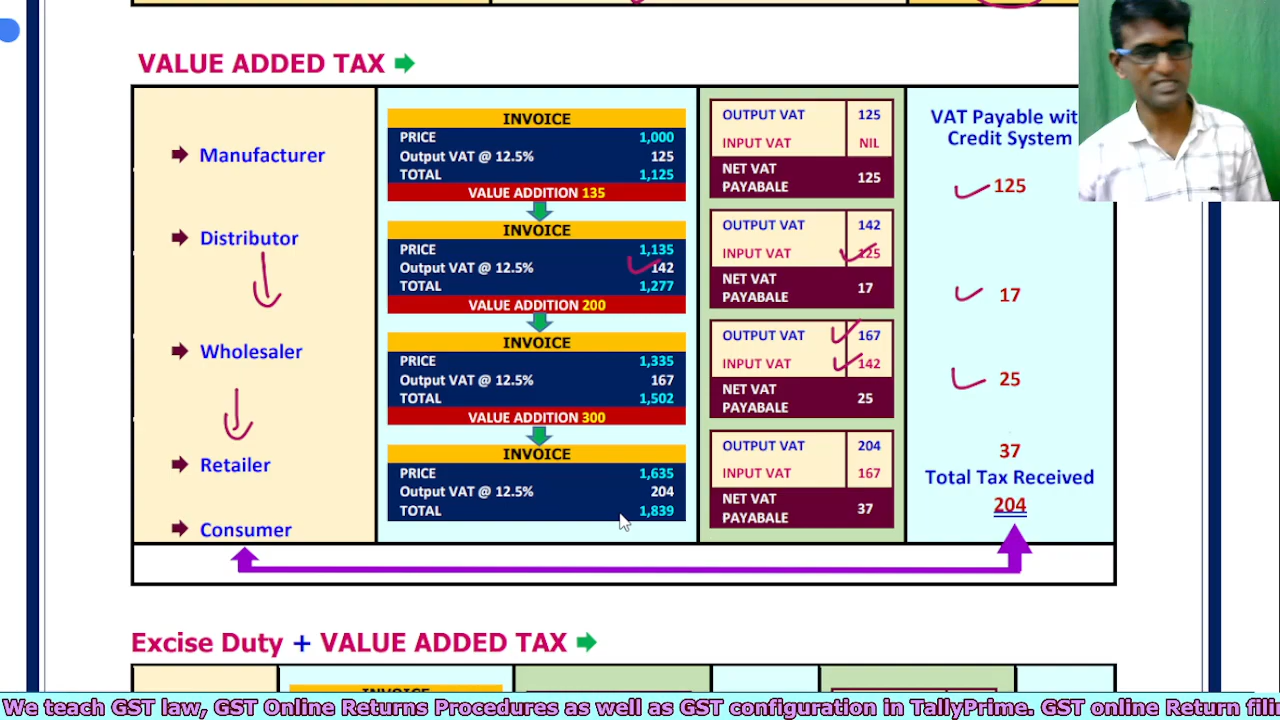 VALUE ADDED TAX
Manufacturer
Distributor
Wholesaler
Retailer
Consumer
INVOICE
PRICE 1,000
Output VAT @ 12.5% 125
TOTAL 1,125
VALUE ADDITION 135
INVOICE
PRICE 1,135
Output VAT @ 12.5% 142
TOTAL 1,277
VALUE ADDITION 200
INVOICE
PRICE 1,335
Output VAT @ 12.5% 167
TOTAL 1,502
VALUE ADDITION 300
INVOICE
PRICE 1,635
Output VAT @ 12.5% 204
TOTAL 1,839
OUTPUT VAT 125
INPUT VAT NIL
NET VAT
PAYABALE 125
OUTPUT VAT 142
INPUT VAT 125
NET VAT
PAYABALE 17
OUTPUT VAT 167
INPUT VAT 142
NET VAT
PAYABALE 25
OUTPUT VAT 204
INPUT VAT 167
NET VAT
PAYABALE 37
VAT Payable wit
Credit System
125
17
25
37
Total Tax Received
204
Excise Duty + VALUE ADDED TAX
INVOICE
We teach GST law, GST Online Returns Procedures as well as GST configuration in TallyPrime. GST online Return fili